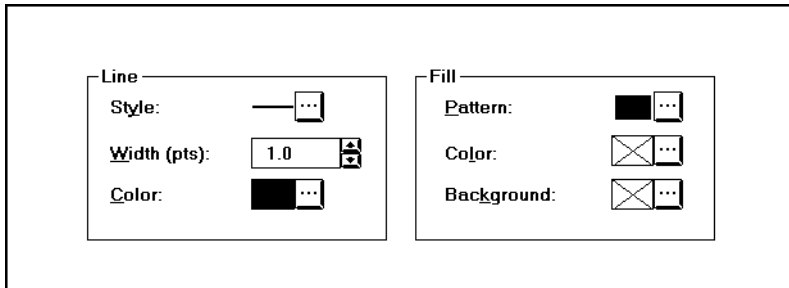 Line
Style:
...
Width (pts):
1.0
Color:
...
Fill
Pattern:
...
Color:
...
Background:
...